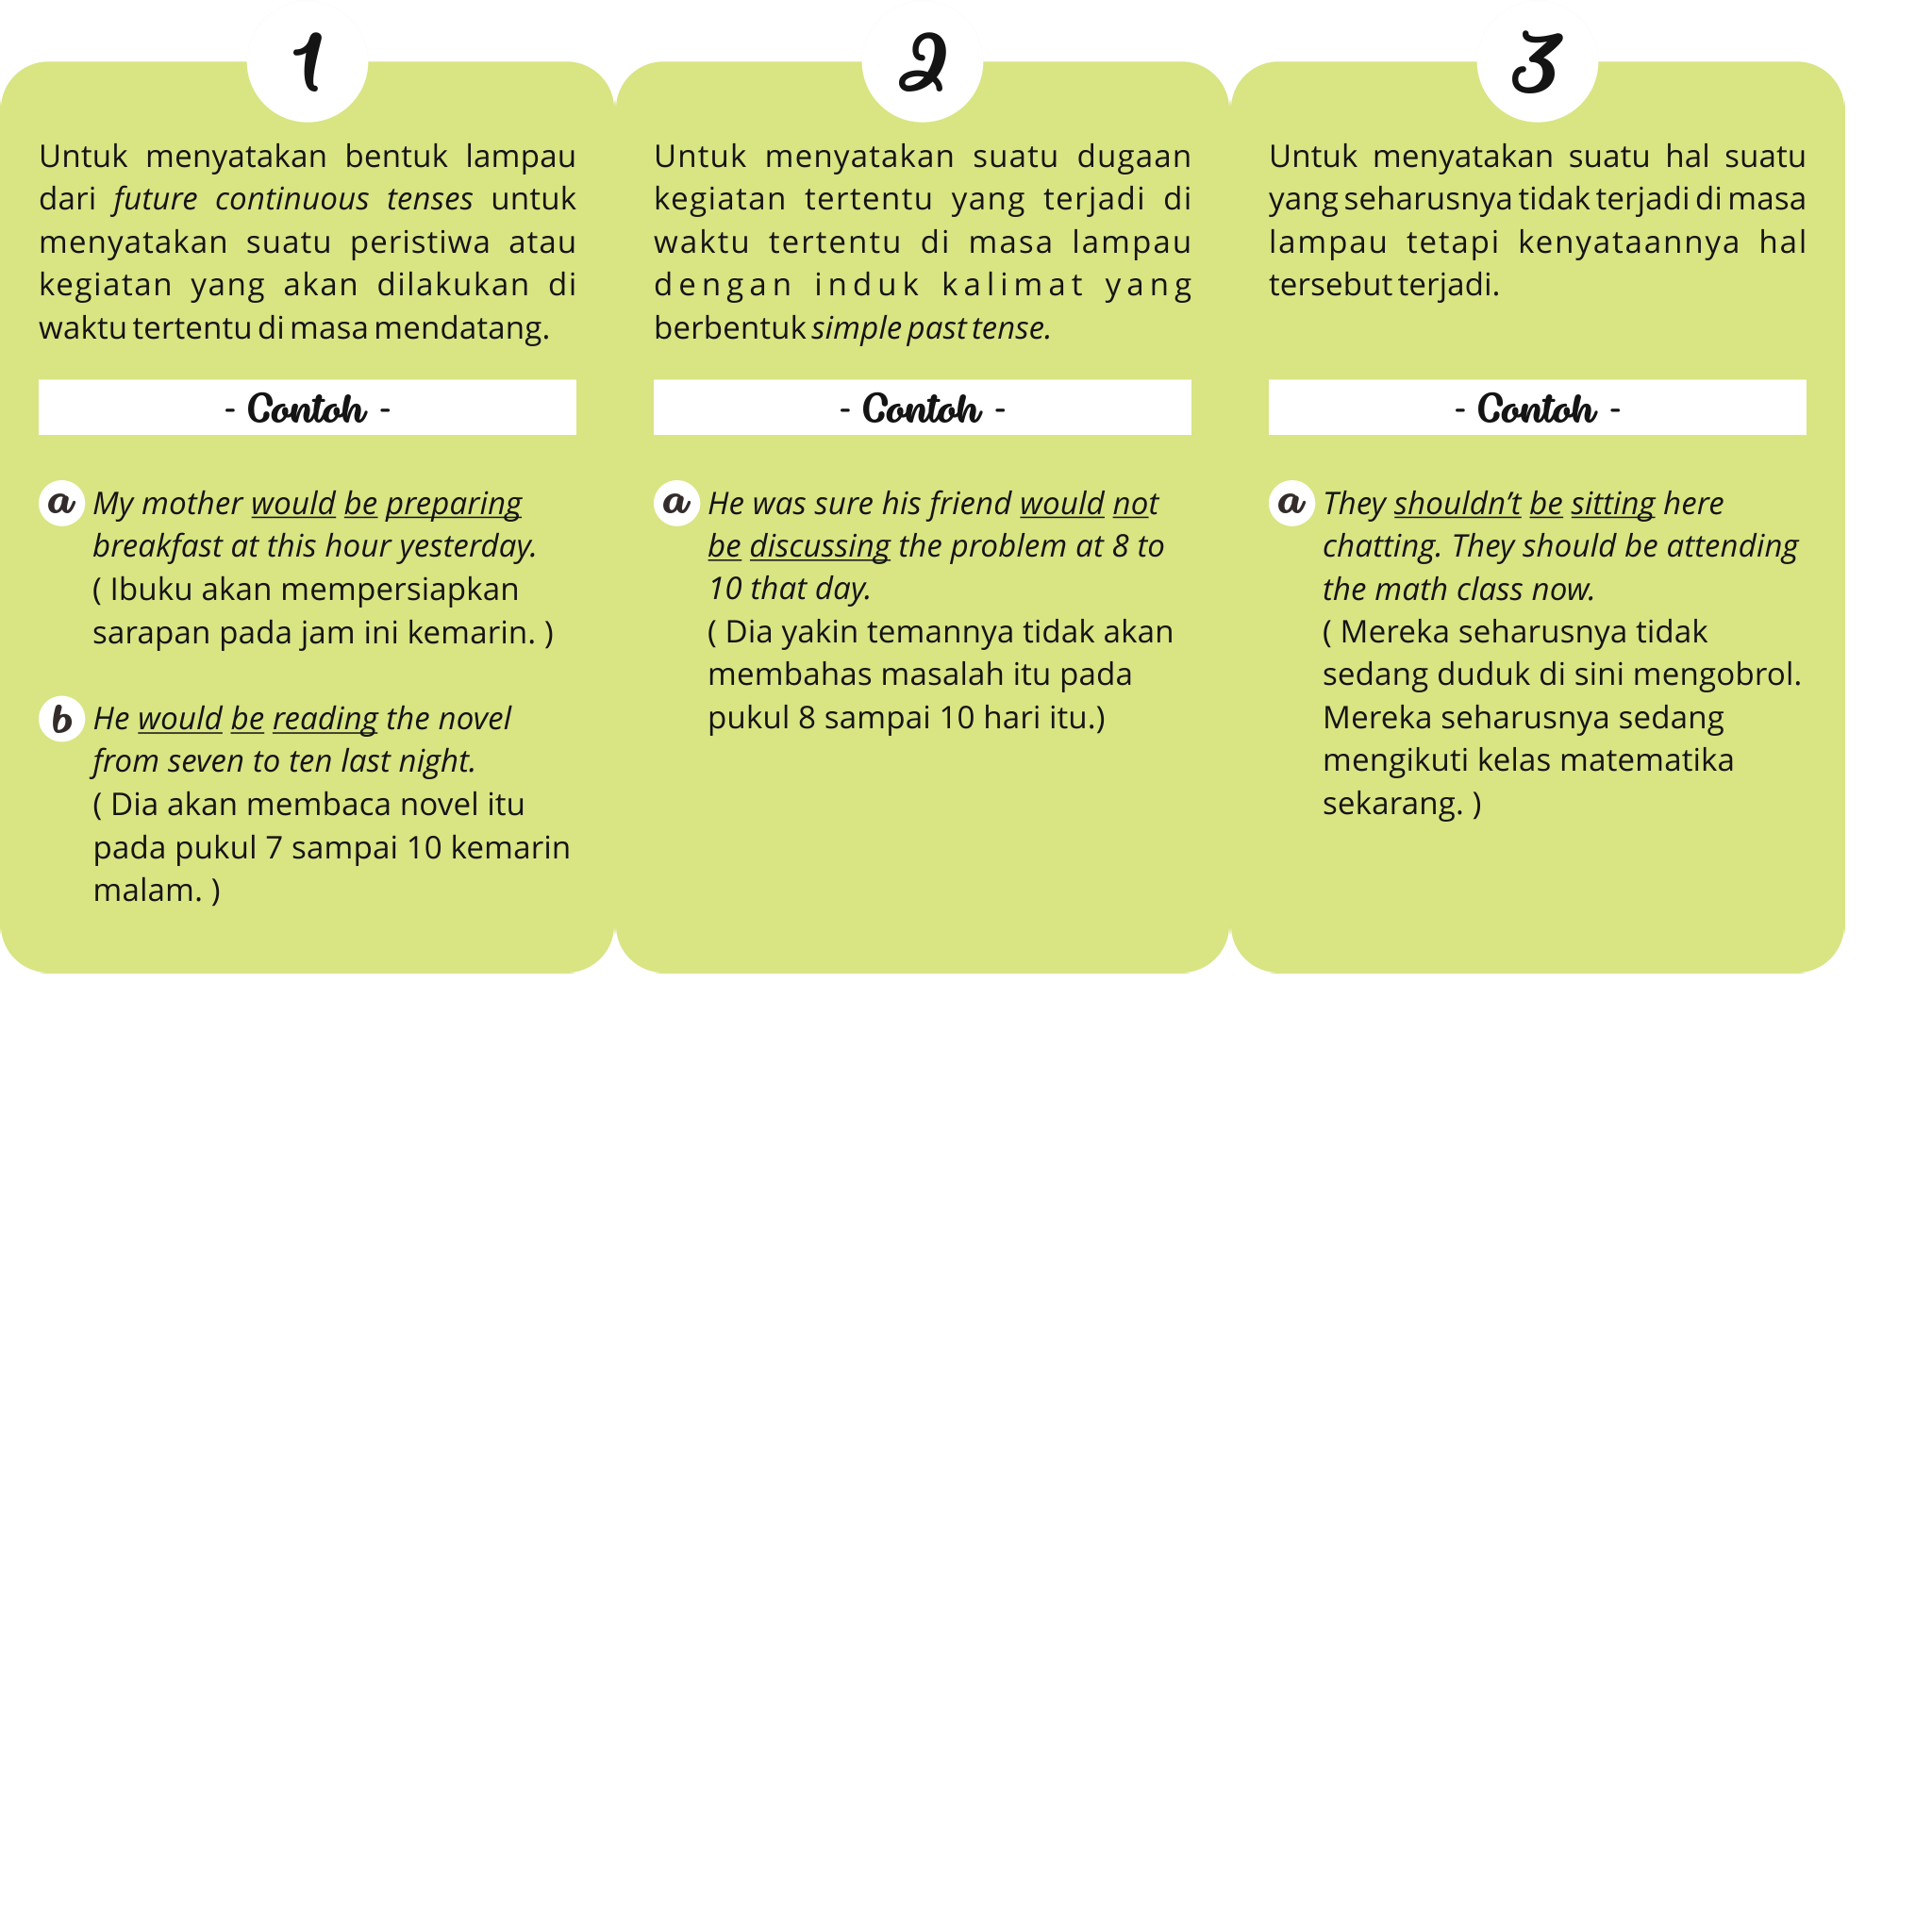 1
Untuk menyatakan bentuk lampau
dari future continuous tenses untuk
menyatakan suatu peristiwa atau
kegiatan yang akan dilakukan di
waktu tertentu di masa mendatang.
- Contoh -
a My mother would be preparing
breakfast at this hour yesterday.
( Ibuku akan mempersiapkan
sarapan pada jam ini kemarin. )
b He would be reading the novel
from seven to ten last night.
( Dia akan membaca novel itu
pada pukul 7 sampai 10 kemarin
malam. )
2
Untuk menyatakan suatu dugaan
kegiatan tertentu yang terjadi di
waktu tertentu di masa lampau
dengan induk kalimat yang
berbentuk simple past tense.
- Contoh -
a He was sure his friend would not
be discussing the problem at 8 to
10 that day.
( Dia yakin temannya tidak akan
membahas masalah itu pada
pukul 8 sampai 10 hari itu.)
3
Untuk menyatakan suatu hal suatu
yang seharusnya tidak terjadi di masa
lampau tetapi kenyataannya hal
tersebut terjadi.
- Contoh -
a They shouldn’t be sitting here
chatting. They should be attending
the math class now.
( Mereka seharusnya tidak
sedang duduk di sini mengobrol.
Mereka seharusnya sedang
mengikuti kelas matematika
sekarang. )